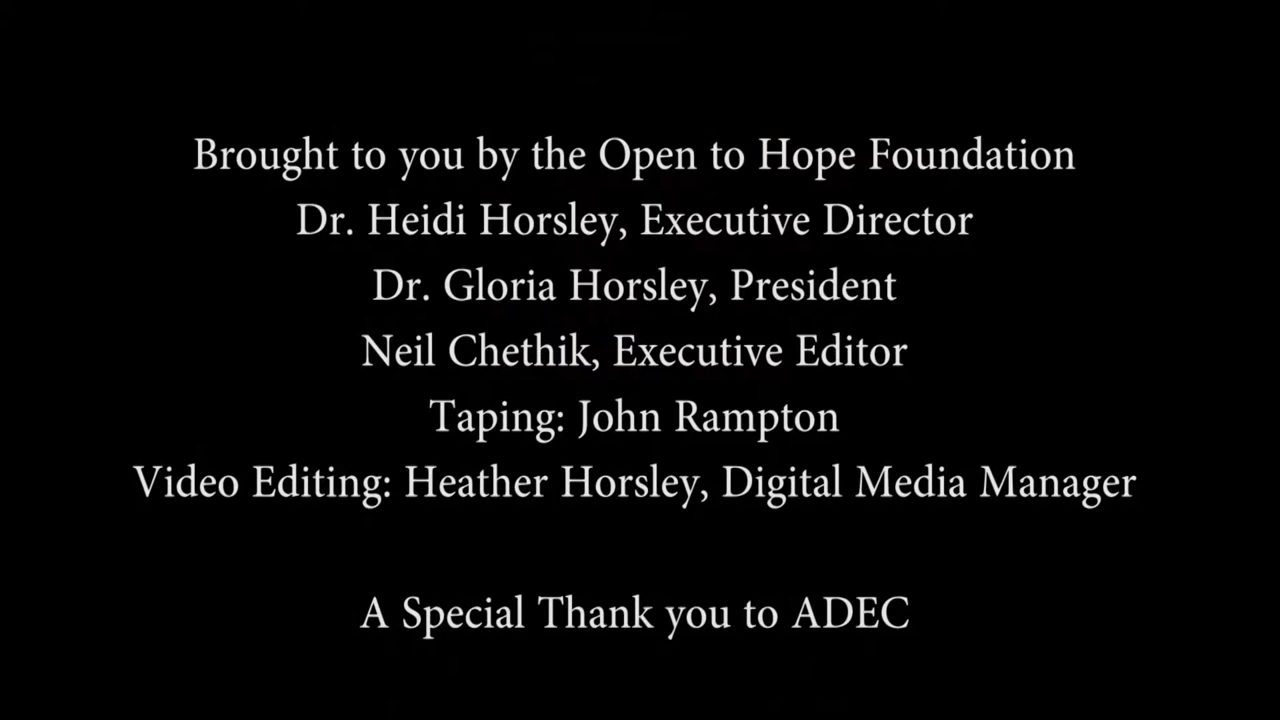 Brought to you by the Open to Hope Foundation
Dr. Heidi Horsley, Executive Director
Dr. Gloria Horsley, President
Neil Chethik, Executive Editor
Taping: John Rampton
Video Editing: Heather Horsley, Digital Media Manager
A Special Thank you to ADEC